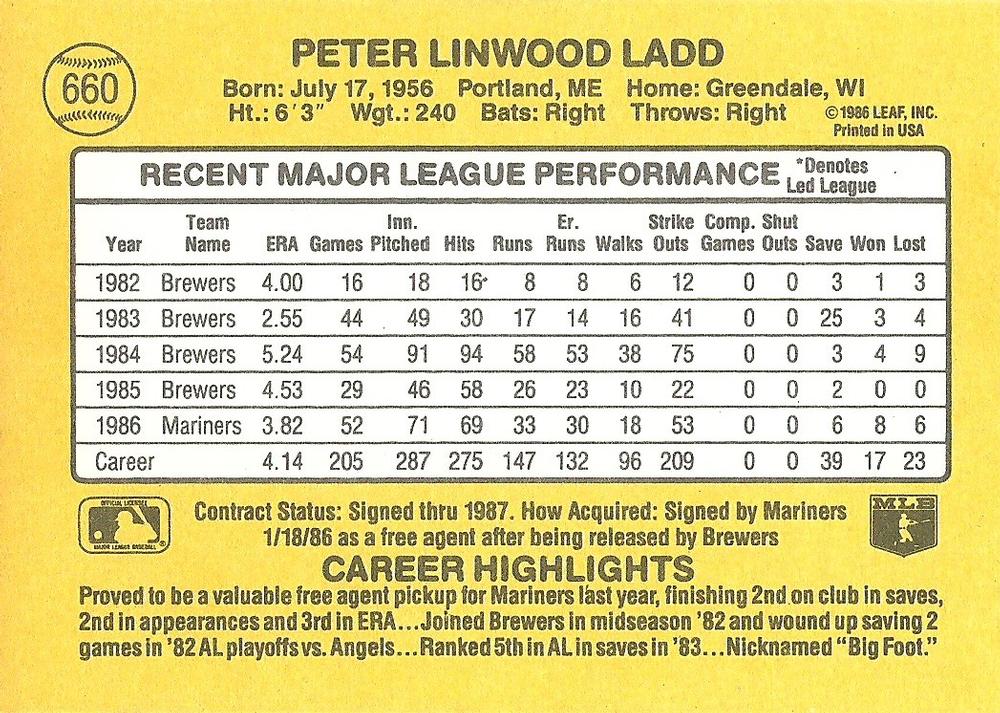 660
PETER LINWOOD LADD
Born: July 17, 1956 Portland, ME Home: Greendale, WI
Ht.: 6'3" Wgt.: 240 Bats: Right Throws: Right
©1986 LEAF, INC.
Printed in USA
RECENT MAJOR LEAGUE PERFORMANCE
*Denotes
Led League
Team Inn. Er. Strike Comp. Shut
Year Name ERA Games Pitched Hits Runs Runs Walks Outs Games Outs Save Won Lost
1982 Brewers 4.00 16 18 16 8 8 6 12 0 0 3 1 3
1983 Brewers 2.55 44 49 30 17 14 16 41 0 0 25 3 4
1984 Brewers 5.24 54 91 94 58 53 38 75 0 0 3 4 9
1985 Brewers 4.53 29 46 58 26 23 10 22 0 0 2 0 0
1986 Mariners 3.82 52 71 69 33 30 18 53 0 0 6 8 6
Career 4.14 205 287 275 147 132 96 209 0 0 39 17 23
OFFICIAL LICENSEE
MAJOR LEAGUE BASEBALL
®
Contract Status: Signed thru 1987. How Acquired: Signed by Mariners
1/18/86 as a free agent after being released by Brewers
MLB
CAREER HIGHLIGHTS
Proved to be a valuable free agent pickup for Mariners last year, finishing 2nd on club in saves,
2nd in appearances and 3rd in ERA...Joined Brewers in midseason '82 and wound up saving 2
games in '82 AL playoffs vs. Angels...Ranked 5th in AL in saves in '83...Nicknamed "Big Foot."